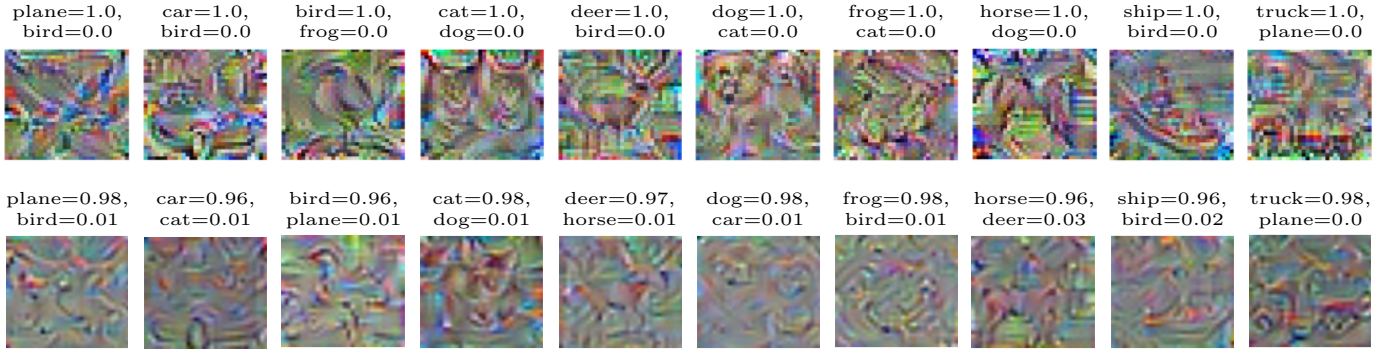 plane=1.0, car=1.0, bird=1.0, cat=1.0, deer=1.0, dog=1.0, frog=1.0, horse=1.0, ship=1.0, truck=1.0,
bird=0.0 bird=0.0 frog=0.0 dog=0.0 bird=0.0 cat=0.0 cat=0.0 dog=0.0 bird=0.0 plane=0.0
plane=0.98, car=0.96, bird=0.96, cat=0.98, deer=0.97, dog=0.98, frog=0.98, horse=0.96, ship=0.96, truck=0.98,
bird=0.01 cat=0.01 plane=0.01 dog=0.01 horse=0.01 car=0.01 bird=0.01 deer=0.03 bird=0.02 plane=0.0